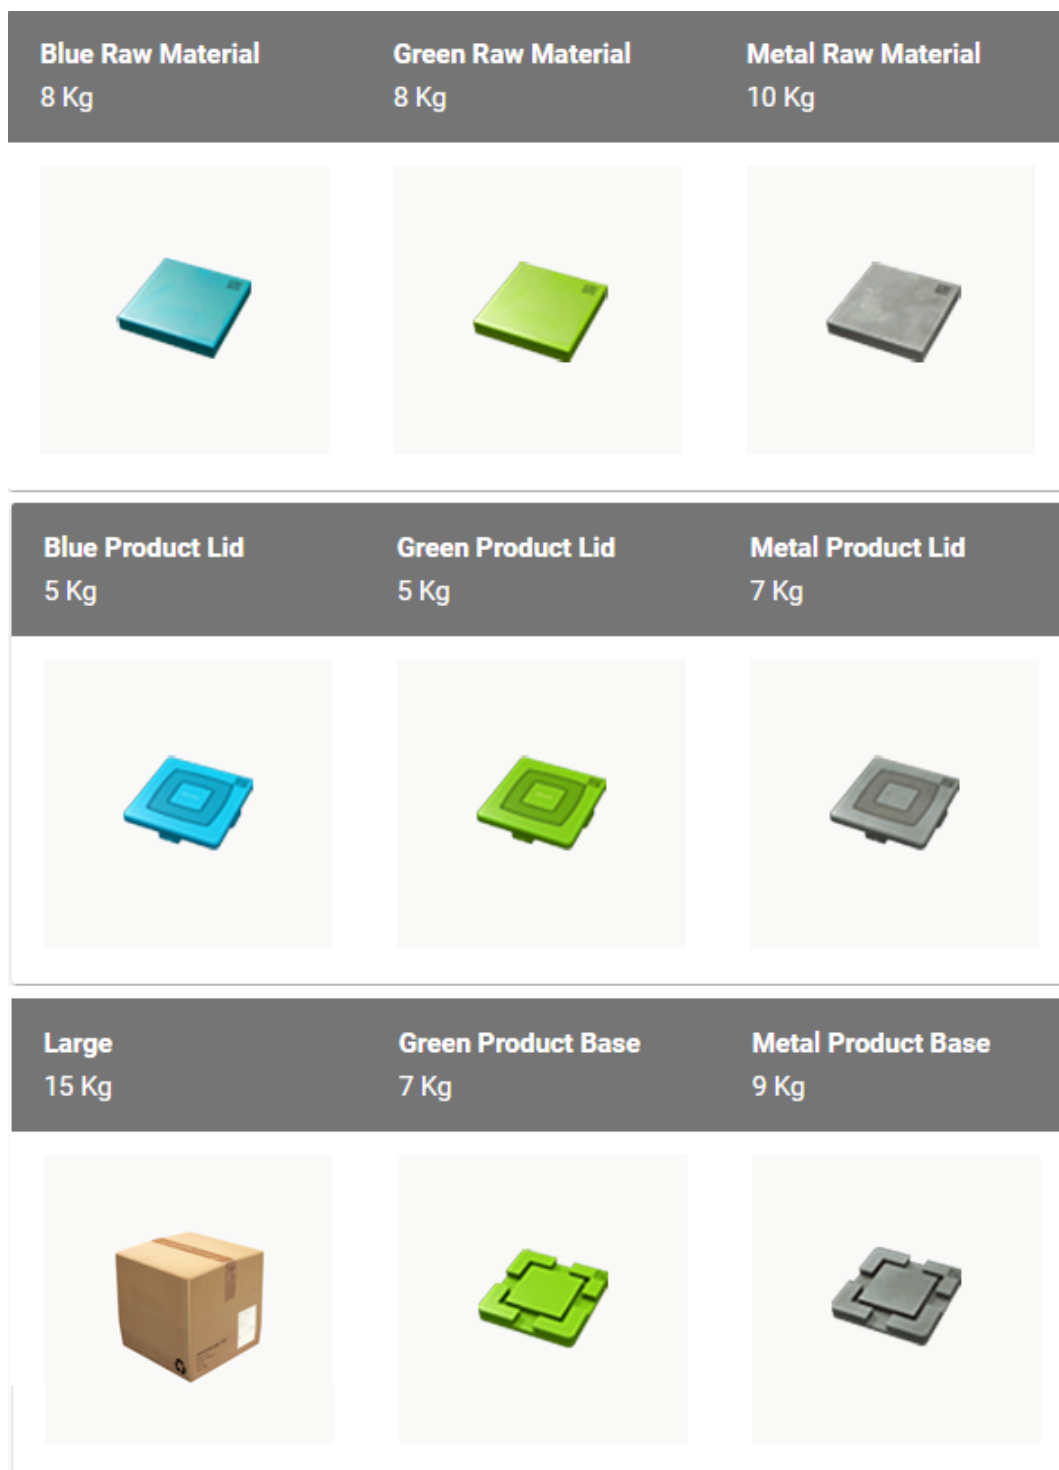 Blue Raw Material
8 Kg
Green Raw Material
8 Kg
Metal Raw Material
10 Kg
Blue Product Lid
5 Kg
Green Product Lid
5 Kg
Metal Product Lid
7 Kg
Large
15 Kg
Green Product Base
7 Kg
Metal Product Base
9 Kg